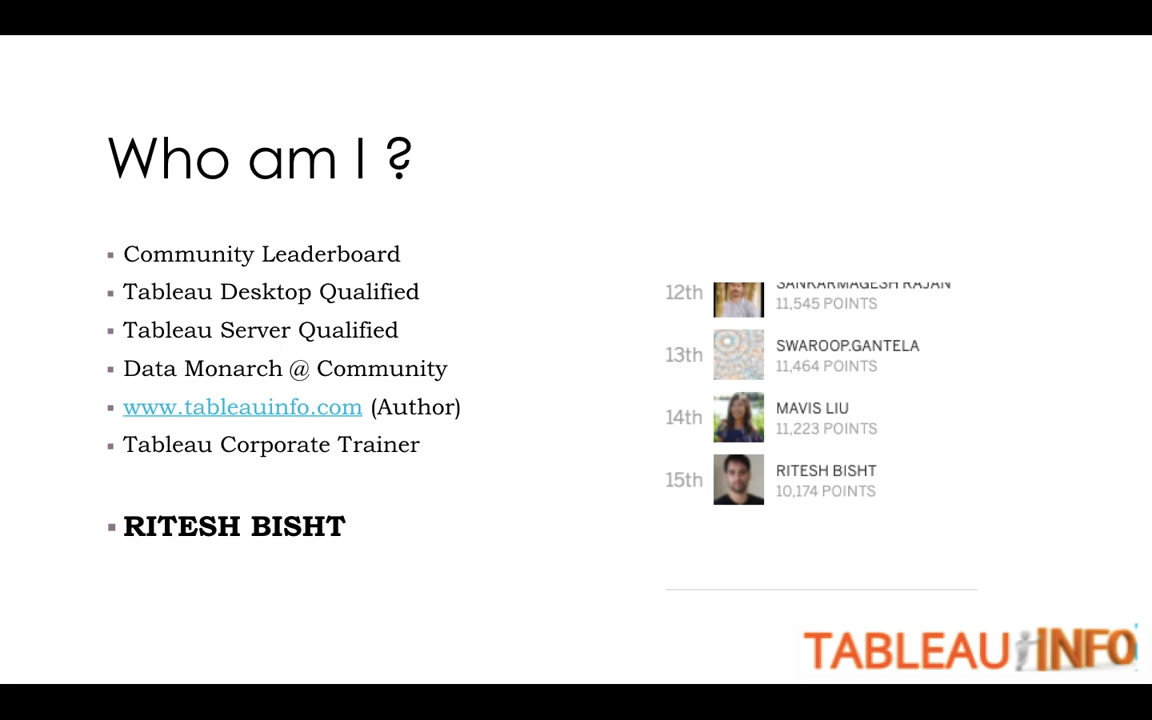 Who am I ?
Community Leaderboard
Tableau Desktop Qualified
Tableau Server Qualified
Data Monarch @ Community
www.tableauinfo.com (Author)
Tableau Corporate Trainer
RITESH BISHT
12th
SANKARMAGESH RAJAN
11,545 POINTS
13th
SWAROOP.GANTELA
11,464 POINTS
14th
MAVIS LIU
11,223 POINTS
15th
RITESH BISHT
10,174 POINTS
TABLEAU INFO